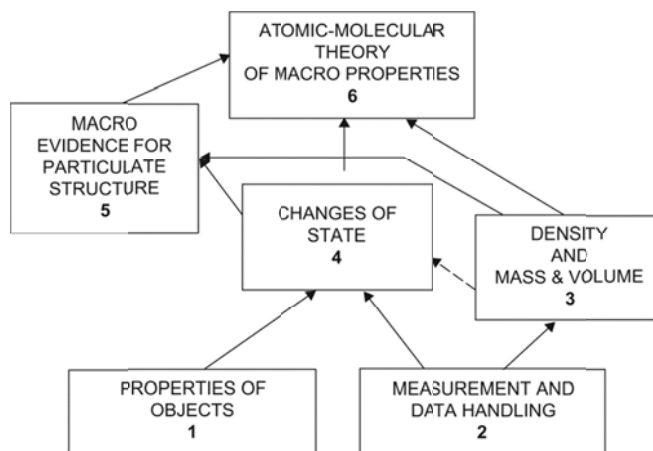 ATOMIC-MOLECULAR
THEORY
OF MACRO PROPERTIES
6
MACRO
EVIDENCE FOR
PARTICULATE
STRUCTURE
5
CHANGES OF
STATE
4
DENSITY
AND
MASS & VOLUME
3
PROPERTIES OF
OBJECTS
1
MEASUREMENT AND
DATA HANDLING
2